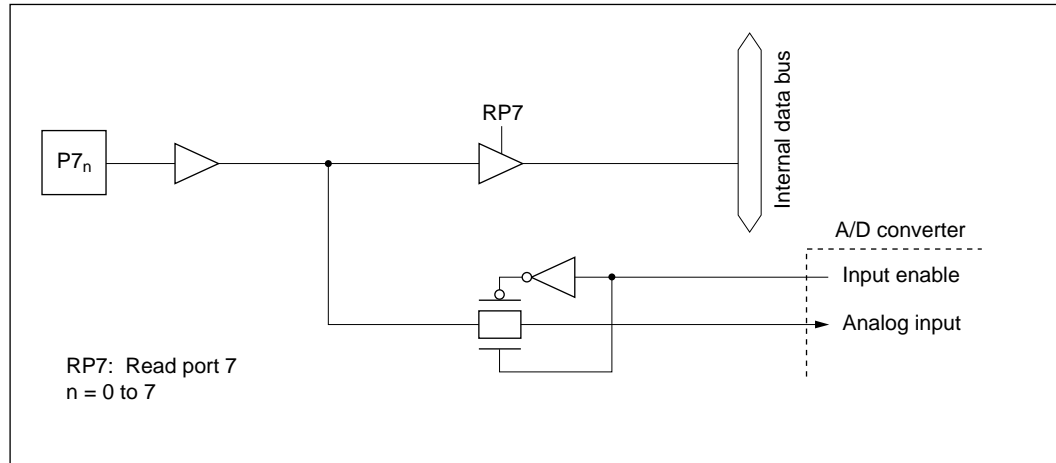 RP7
P7n
Internal data bus
A/D converter
Input enable
Analog input
RP7: Read port 7
n = 0 to 7